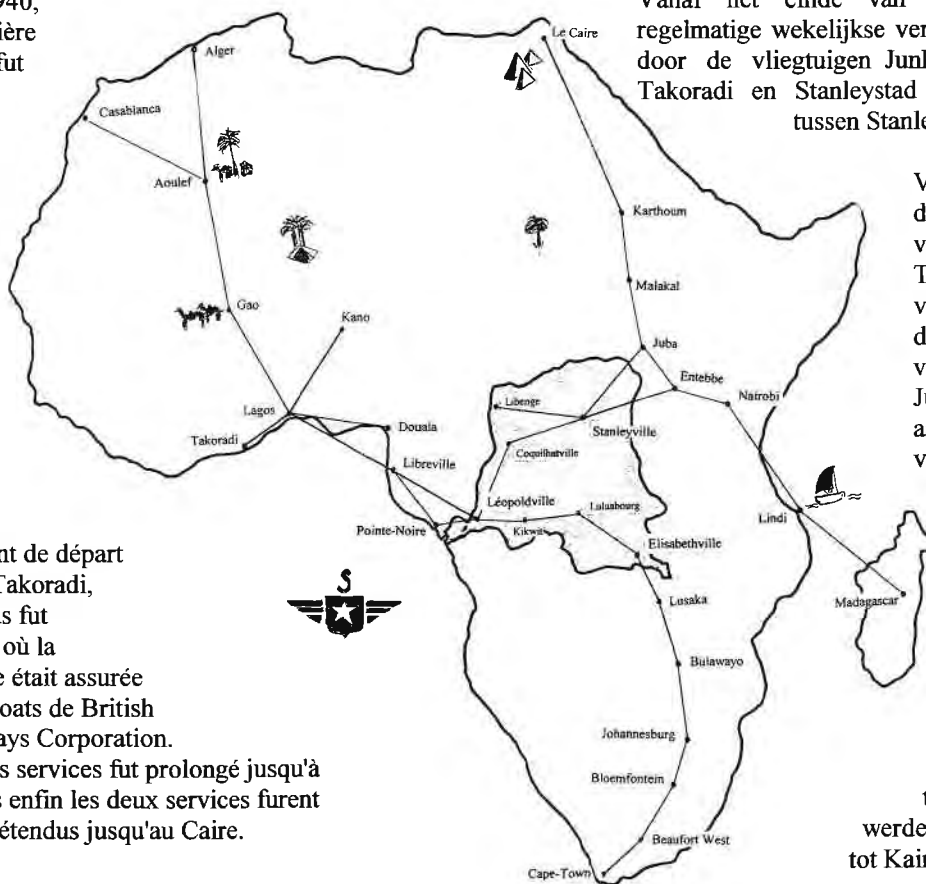 1940,
ière
fut
Vanaf het einde van
regelmatige wekelijkse ver
door de vliegtuigen Junk
Takoradi en Stanleystad
tussen Stanle
V
d
v
T
v
d
v
Ju
a
v
Le Caire
Alger
Casablanca
Aoulef
Karthoum
Malakal
Gao
Kano
Juba
Entebbe
Nairobi
Libenge
Lagos
Stanleyville
Douala
Takoradi
Coquilhatville
Libreville
Léopoldville
Luluabourg
Pointe-Noire
Kikwit
Lindi
Elisabethville
Lusaka
Madagascar
S
Bulawayo
Johannesburg
Bloemfontein
Beaufort West
Cape-Town
nt de départ
Takoradi,
s fut
où la
e était assurée
oats de British
ays Corporation.
s services fut prolongé jusqu'à
s enfin les deux services furent
étendus jusqu'au Caire.
t
werde
tot Kair